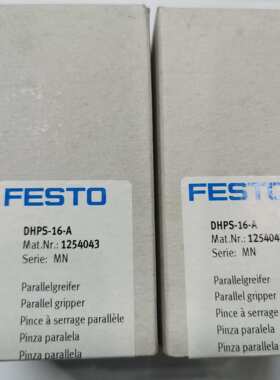 FESTO
DHPS-16-A
Mat.Nr.: 1254043
Serie: MN
Parallelgreifer
Parallel gripper
Pince à serrage parallèle
Pinza paralela
Pinza parallela
FESTO
DHPS-16-A
Mat.Nr.: 125404
Serie: MN
Parallelgreifer
Parallel gripper
Pince à serrage para
Pinza paralela
Pinza parallela